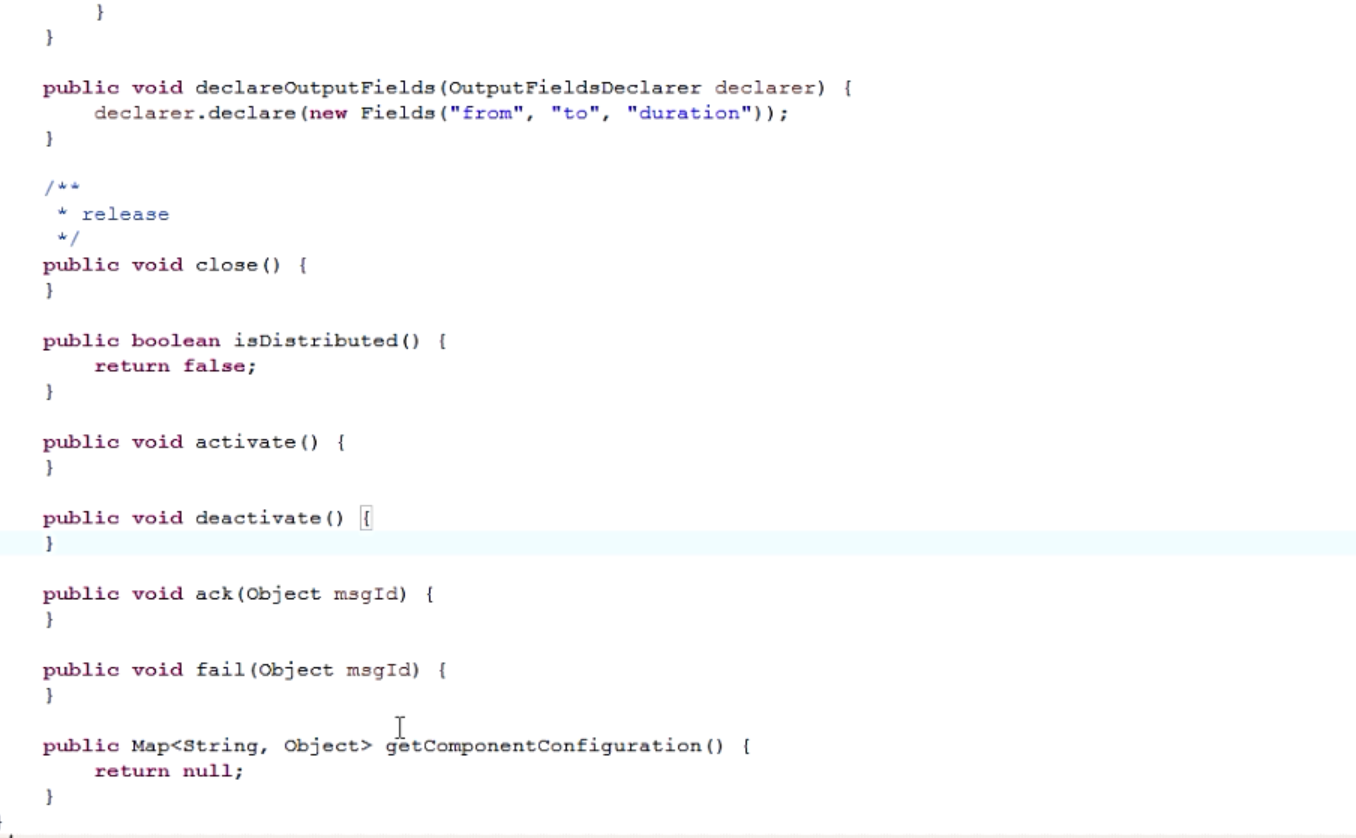 }
}
public void declareOutputFields(OutputFieldsDeclarer declarer) {
declarer.declare(new Fields("from", "to", "duration"));
}
/**
* release
*/
public void close() {
}
public boolean isDistributed() {
return false;
}
public void activate() {
}
public void deactivate() {
}
public void ack(Object msgId) {
}
public void fail(Object msgId) {
}
public Map<String, Object> getComponentConfiguration() {
return null;
}
}